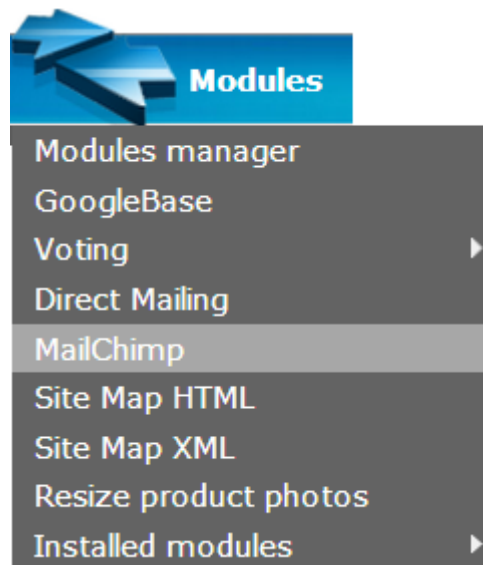 Modules
Modules manager
GoogleBase
Voting
Direct Mailing
MailChimp
Site Map HTML
Site Map XML
Resize product photos
Installed modules